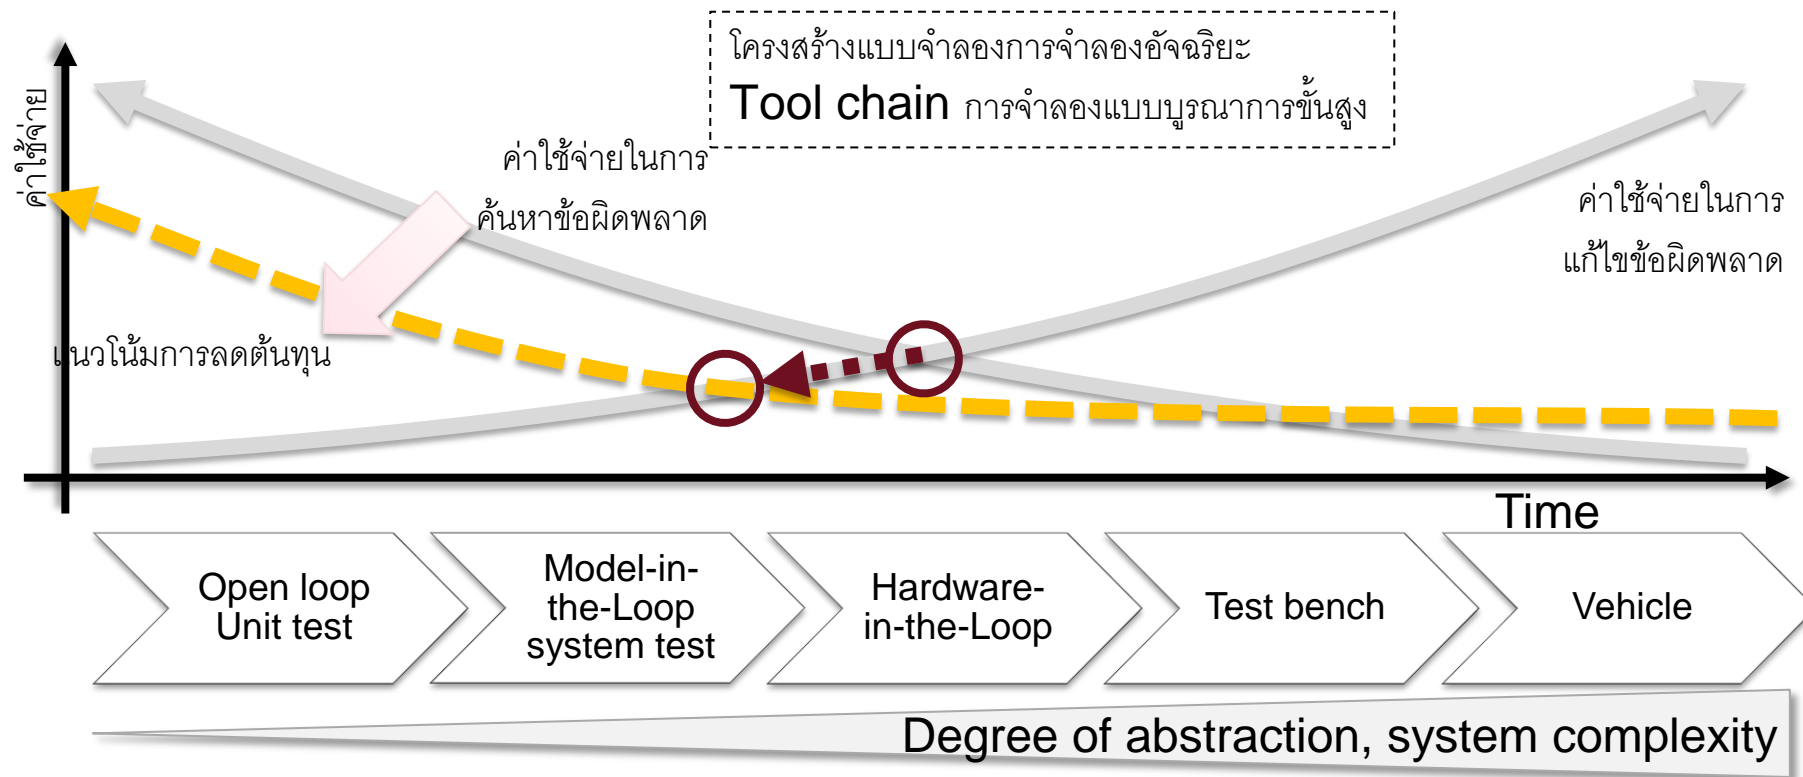 โครงสร้างแบบจำลองการจำลองอัจฉริยะ
Tool chain การจำลองแบบบูรณาการขั้นสูง
ค่าใช้จ่าย
ค่าใช้จ่ายในการ
ค้นหาข้อผิดพลาด
ค่าใช้จ่ายในการ
แก้ไขข้อผิดพลาด
แนวโน้มการลดต้นทุน
Time
Open loop
Unit test
Model-in-
the-Loop
system test
Hardware-
in-the-Loop
Test bench
Vehicle
Degree of abstraction, system complexity